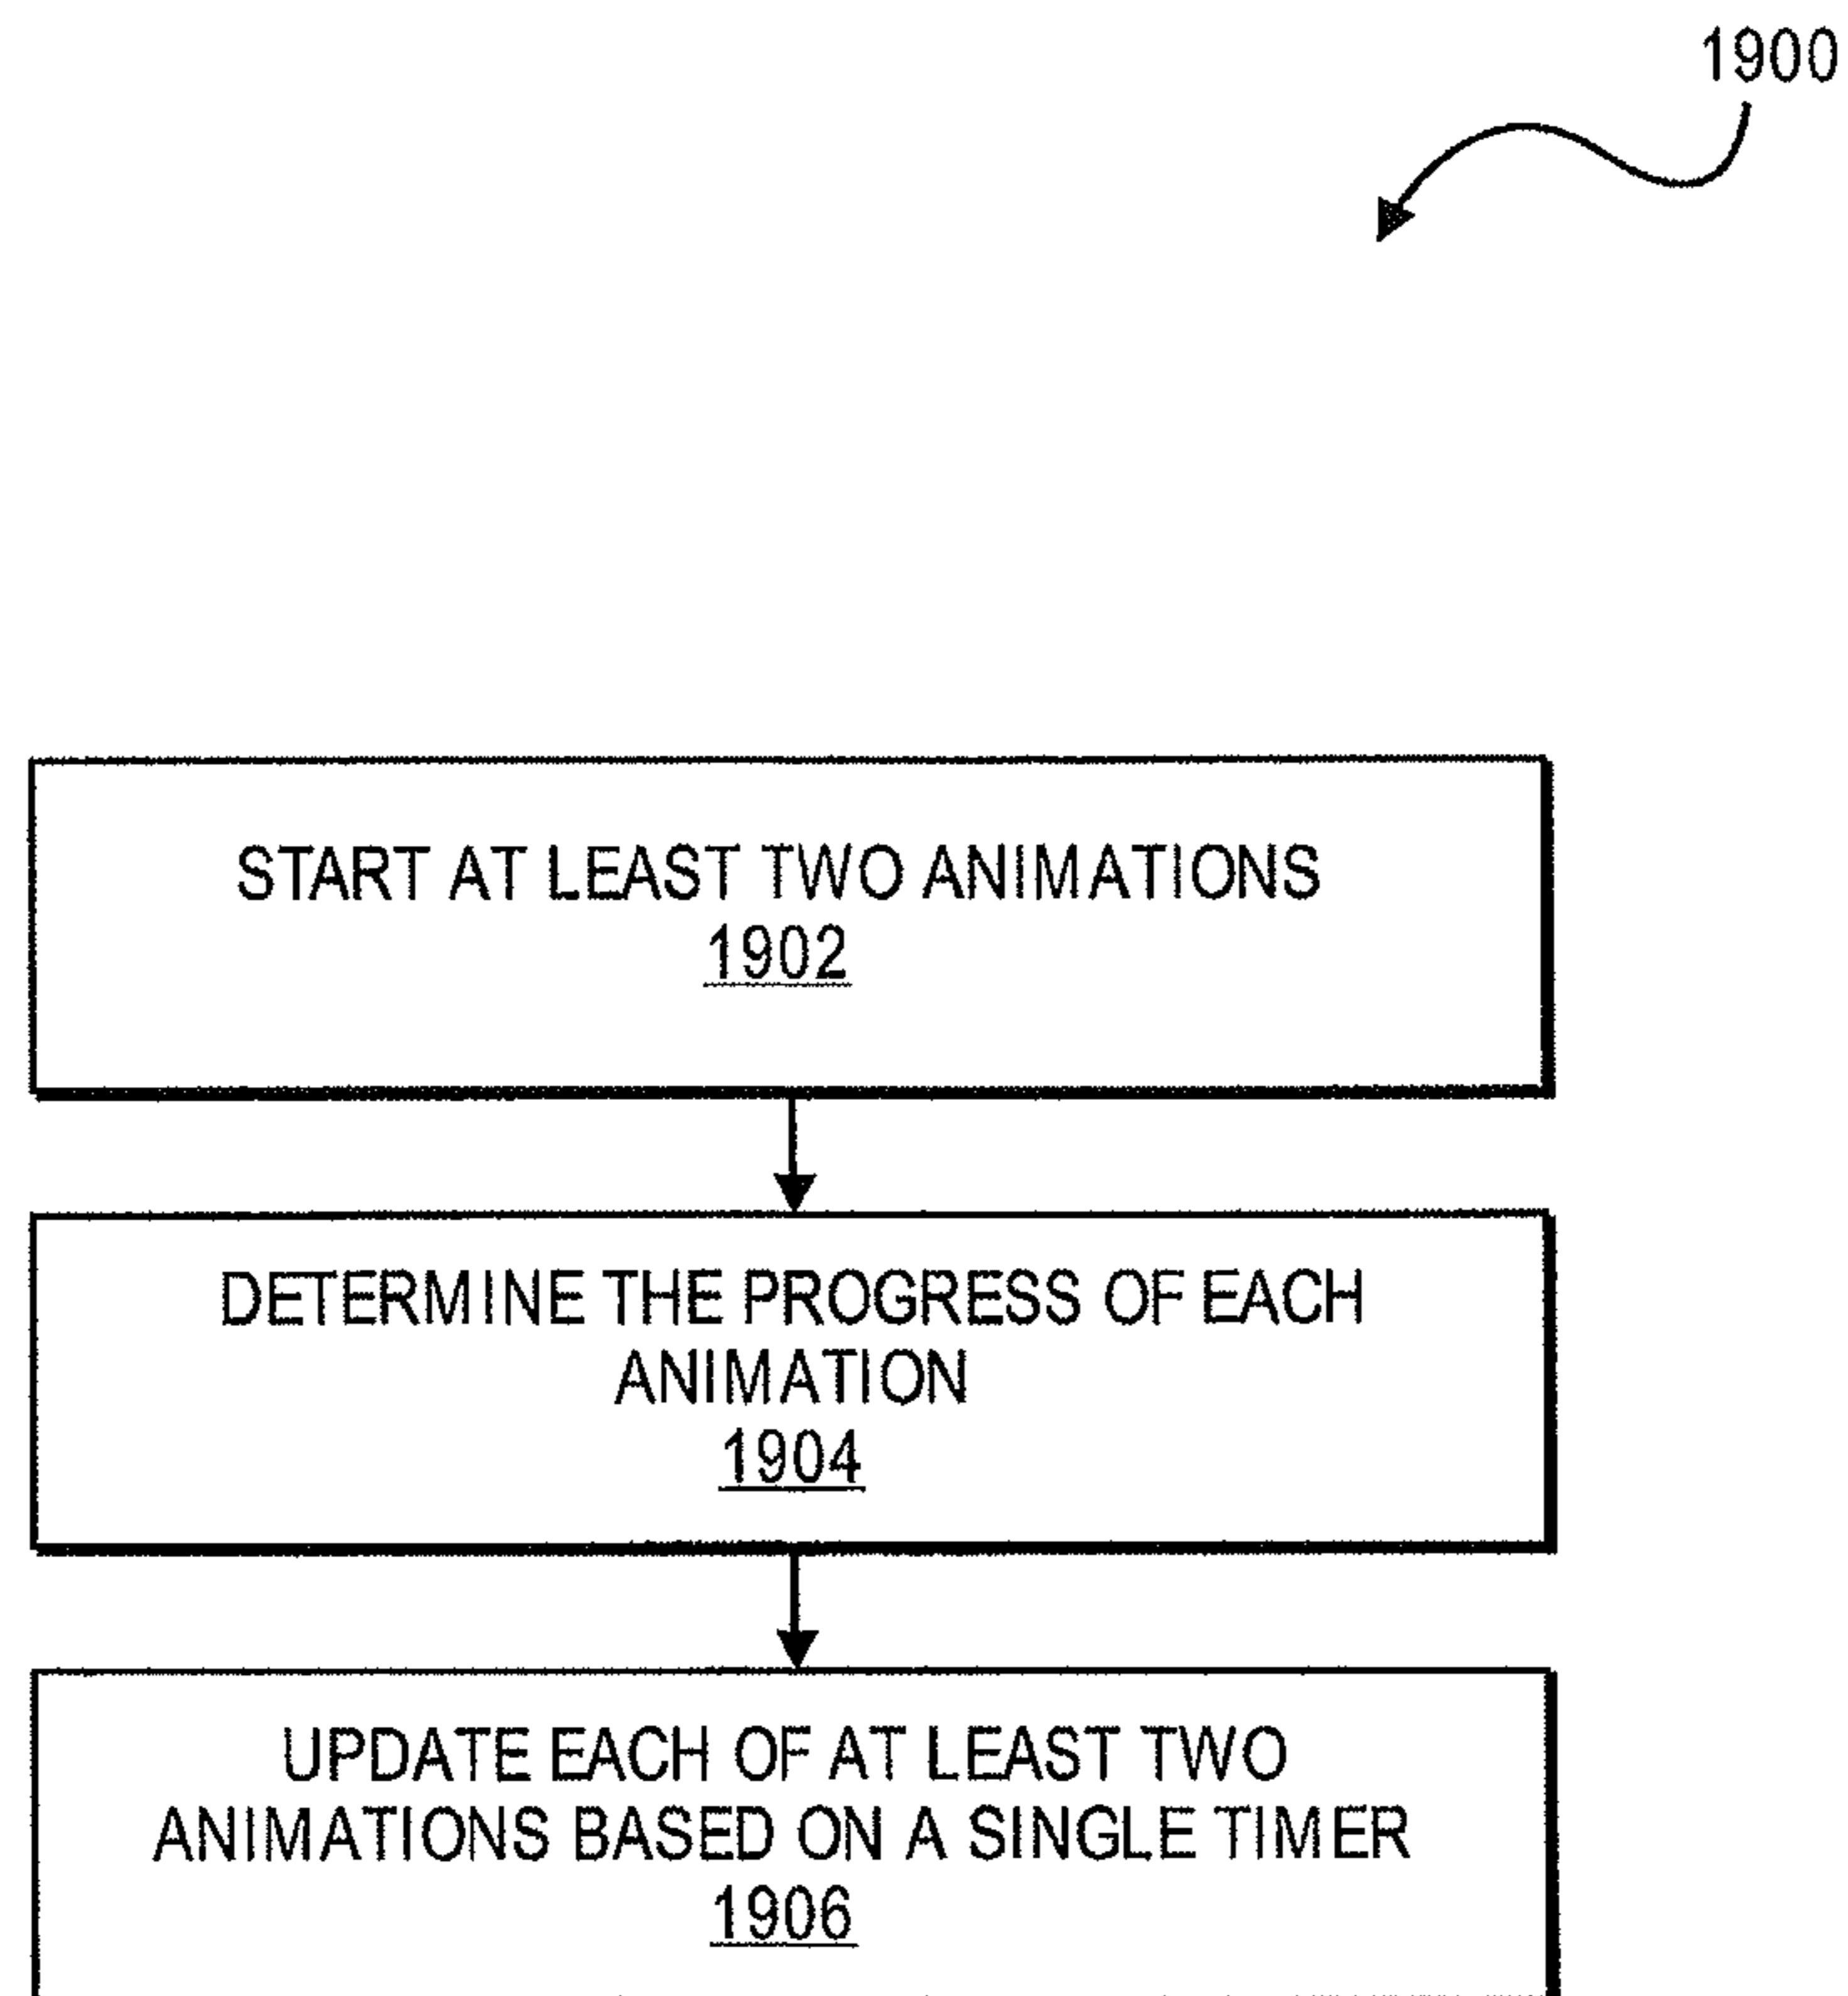 1900
START AT LEAST TWO ANIMATIONS
1902
DETERMINE THE PROGRESS OF EACH
ANIMATION
1904
UPDATE EACH OF AT LEAST TWO
ANIMATIONS BASED ON A SINGLE TIMER
1906